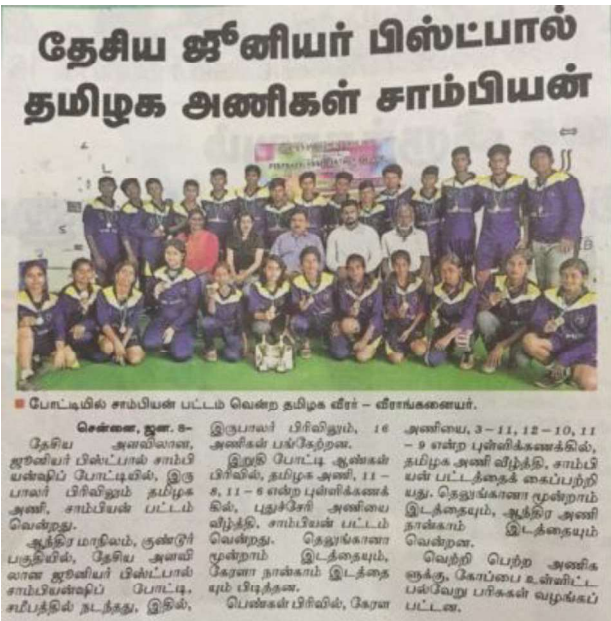 தேசிய ஜூனியர் பிஸ்ட்பால்
தமிழக அணிகள் சாம்பியன்
போட்டியில் சாம்பியன் பட்டம் வென்ற தமிழக வீரர் – வீராங்கனையர்.
சென்னை, ஜன. 8–
தேசிய அளவிலான,
ஜூனியர் பிஸ்ட்பால் சாம்பி
யன்ஷிப் போட்டியில், இரு
பாலர் பிரிவிலும் தமிழக
அணி, சாம்பியன் பட்டம்
வென்றது.
ஆந்திர மாநிலம், குண்டூர்
பகுதியில், தேசிய அளவி
லான ஜூனியர் பிஸ்ட்பால்
சாம்பியன்ஷிப் போட்டி,
சமீபத்தில் நடந்தது. இதில்,
இருபாலர் பிரிவிலும், 16
அணிகள் பங்கேற்றன.
இறுதி போட்டி ஆண்கள்
பிரிவில், தமிழக அணி, 11 –
8, 11 – 6 என்ற புள்ளிக்கணக்
கில், புதுச்சேரி அணியை
வீழ்த்தி, சாம்பியன் பட்டம்
வென்றது. தெலுங்கானா
மூன்றாம் இடத்தையும்,
கேரளா நான்காம் இடத்தை
யும் பிடித்தன.
பெண்கள் பிரிவில், கேரள
அணியை, 3 – 11, 12 – 10, 11
– 9 என்ற புள்ளிக்கணக்கில்,
தமிழக அணி வீழ்த்தி, சாம்பி
யன் பட்டத்தைக் கைப்பற்றி
யது. தெலுங்கானா மூன்றாம்
இடத்தையும், ஆந்திர அணி
நான்காம் இடத்தையும்
வென்றன.
வெற்றி பெற்ற அணிக
ளுக்கு, கோப்பை உள்ளிட்ட
பல்வேறு பரிசுகள் வழங்கப்
பட்டன.